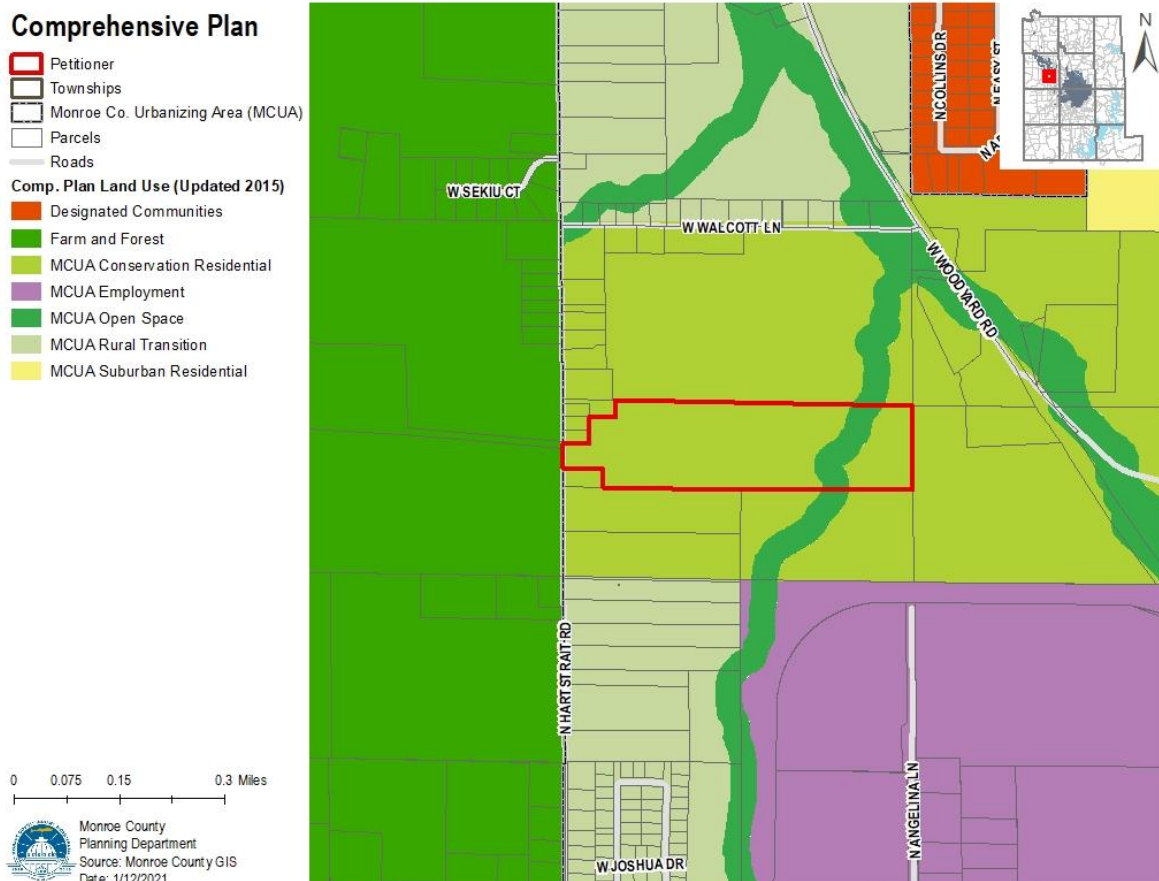 Comprehensive Plan
Petitioner
Townships
Monroe Co. Urbanizing Area (MCUA)
Parcels
Roads
Comp. Plan Land Use (Updated 2015)
Designated Communities
Farm and Forest
MCUA Conservation Residential
MCUA Employment
MCUA Open Space
MCUA Rural Transition
MCUA Suburban Residential
0 0.075 0.15 0.3 Miles
Monroe County
Planning Department
Source: Monroe County GIS
Date: 1/12/2021
N COLLINS DR
N EASY ST
N
W SEKIU CT
W WALCOTT LN
W WOODYARD RD
N HARTSTRAIT RD
N ANGELINA LN
W JOSHUA DR